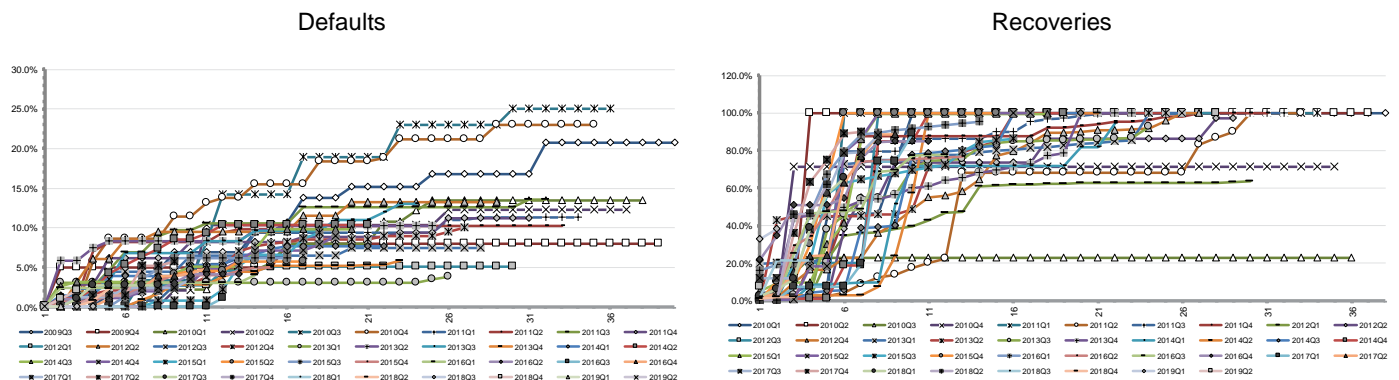 Defaults
30.0%
25.0%
20.0%
15.0%
10.0%
5.0%
0.0%
1 6 11 16 21 26 31 36
2009Q3 2009Q4 2010Q1 2010Q2 2010Q3 2010Q4 2011Q1 2011Q2 2011Q3 2011Q4
2012Q1 2012Q2 2012Q3 2012Q4 2013Q1 2013Q2 2013Q3 2013Q4 2014Q1 2014Q2
2014Q3 2014Q4 2015Q1 2015Q2 2015Q3 2015Q4 2016Q1 2016Q2 2016Q3 2016Q4
2017Q1 2017Q2 2017Q3 2017Q4 2018Q1 2018Q2 2018Q3 2018Q4 2019Q1 2019Q2
Recoveries
120.0%
100.0%
80.0%
60.0%
40.0%
20.0%
0.0%
1 6 11 16 21 26 31 36
2010Q1 2010Q2 2010Q3 2010Q4 2011Q1 2011Q2 2011Q3 2011Q4 2012Q1 2012Q2
2012Q3 2012Q4 2013Q1 2013Q2 2013Q3 2013Q4 2014Q1 2014Q2 2014Q3 2014Q4
2015Q1 2015Q2 2015Q3 2015Q4 2016Q1 2016Q2 2016Q3 2016Q4 2017Q1 2017Q2
2017Q3 2017Q4 2018Q1 2018Q2 2018Q3 2018Q4 2019Q1 2019Q2